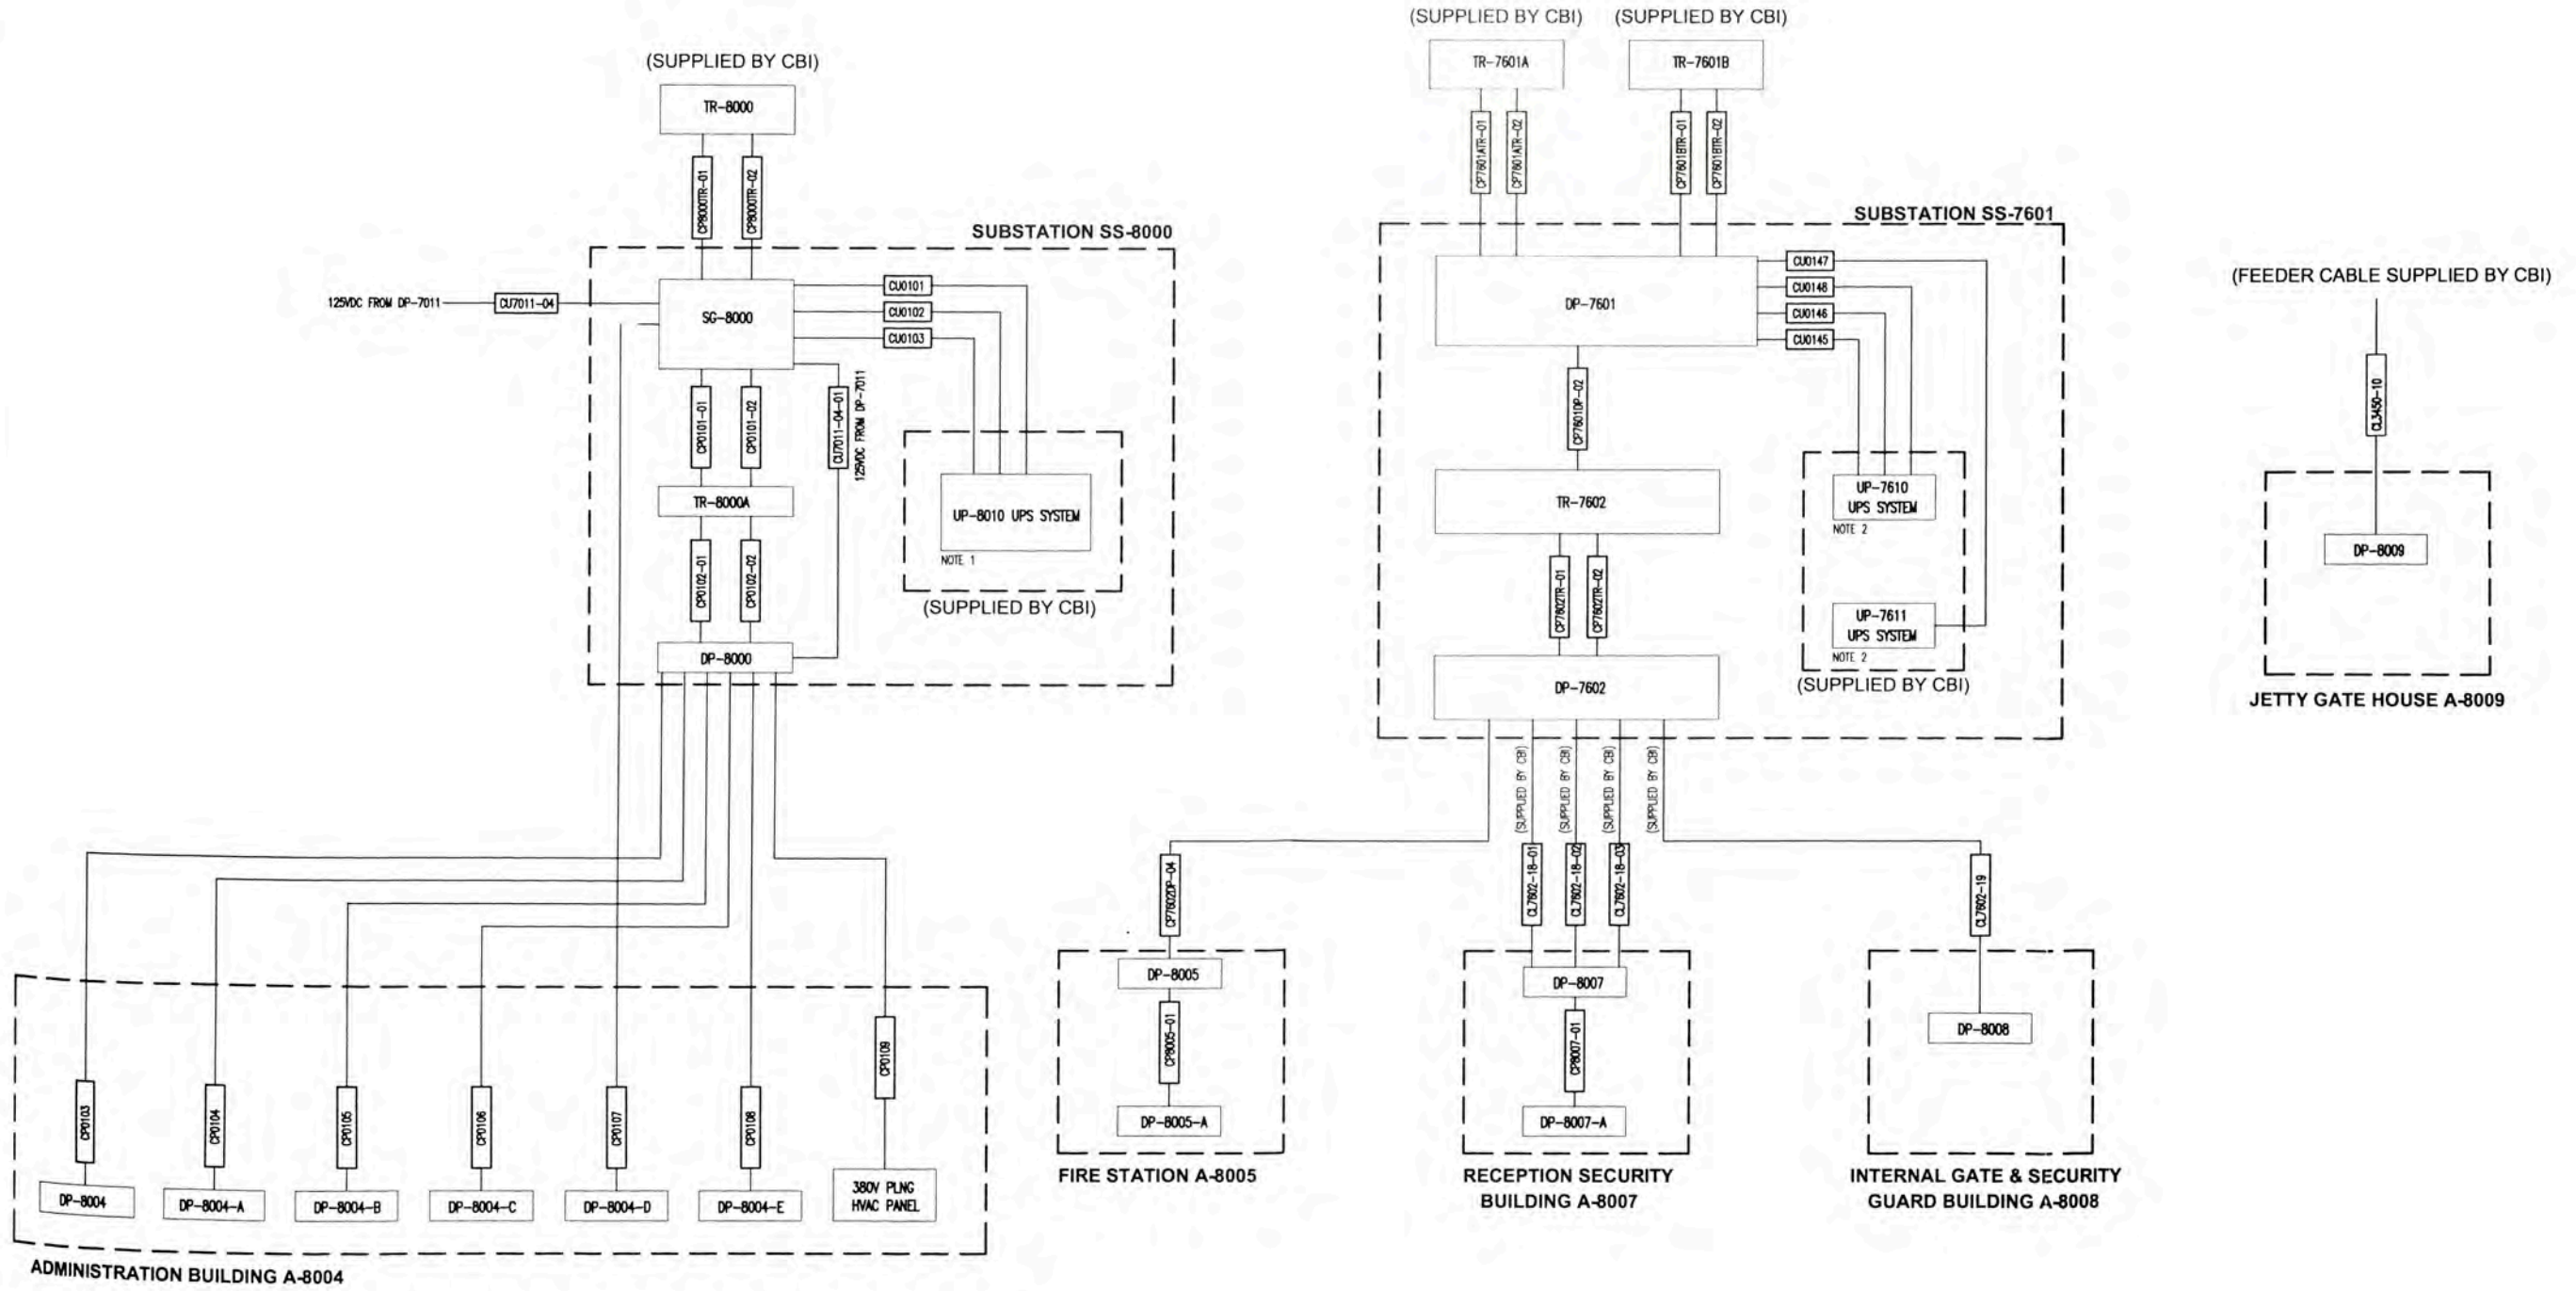 (SUPPLIED BY CBI)
TR-8000
CP8000TR-01
CP8000TR-02
SUBSTATION SS-8000
125VDC FROM DP-7011
CU7011-04
SG-8000
CU0101
CU0102
CU0103
CP0101-01
CP0101-02
CU7011-04-01
125VDC FROM DP-7011
TR-8000A
UP-8010 UPS SYSTEM
NOTE 1
(SUPPLIED BY CBI)
CP0102-01
CP0102-02
DP-8000
CP0103
CP0104
CP0105
CP0106
CP0107
CP0108
CP0109
DP-8004
DP-8004-A
DP-8004-B
DP-8004-C
DP-8004-D
DP-8004-E
380V PLNG
HVAC PANEL
ADMINISTRATION BUILDING A-8004
(SUPPLIED BY CBI)
(SUPPLIED BY CBI)
TR-7601A
TR-7601B
CP7601ATR-01
CP7601ATR-02
CP7601BTR-01
CP7601BTR-02
SUBSTATION SS-7601
DP-7601
CU0147
CU0148
CU0146
CU0145
CP7601DP-02
TR-7602
UP-7610
UPS SYSTEM
NOTE 2
CP7602TR-01
CP7602TR-02
UP-7611
UPS SYSTEM
NOTE 2
(SUPPLIED BY CBI)
DP-7602
(SUPPLIED BY CBI)
(SUPPLIED BY CBI)
(SUPPLIED BY CBI)
(SUPPLIED BY CBI)
CP7602DP-04
CL7602-18-01
CL7602-18-02
CL7602-18-03
CL7602-19
DP-8005
CP8005-01
DP-8005-A
FIRE STATION A-8005
DP-8007
CP8007-01
DP-8007-A
RECEPTION SECURITY
BUILDING A-8007
DP-8008
INTERNAL GATE & SECURITY
GUARD BUILDING A-8008
(FEEDER CABLE SUPPLIED BY CBI)
CL3450-10
DP-8009
JETTY GATE HOUSE A-8009